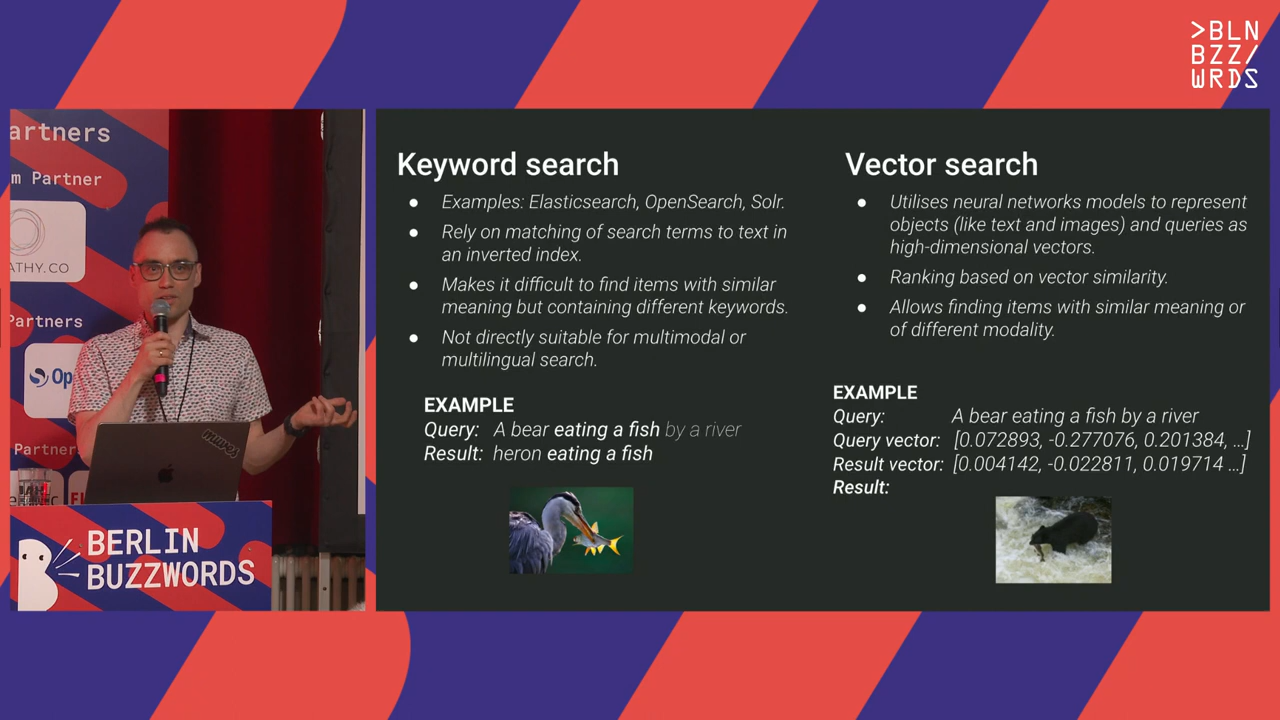 >BLN
BZZ/
WRDS
artners
m Partner
ATHY.CO
Partners
Op
Partners
BERLIN
BUZZWORDS
Keyword search
● Examples: Elasticsearch, OpenSearch, Solr.
● Rely on matching of search terms to text in
an inverted index.
● Makes it difficult to find items with similar
meaning but containing different keywords.
● Not directly suitable for multimodal or
multilingual search.
EXAMPLE
Query: A bear eating a fish by a river
Result: heron eating a fish
Vector search
● Utilises neural networks models to represent
objects (like text and images) and queries as
high-dimensional vectors.
● Ranking based on vector similarity.
● Allows finding items with similar meaning or
of different modality.
EXAMPLE
Query: A bear eating a fish by a river
Query vector: [0.072893, -0.277076, 0.201384, …]
Result vector: [0.004142, -0.022811, 0.019714 …]
Result: